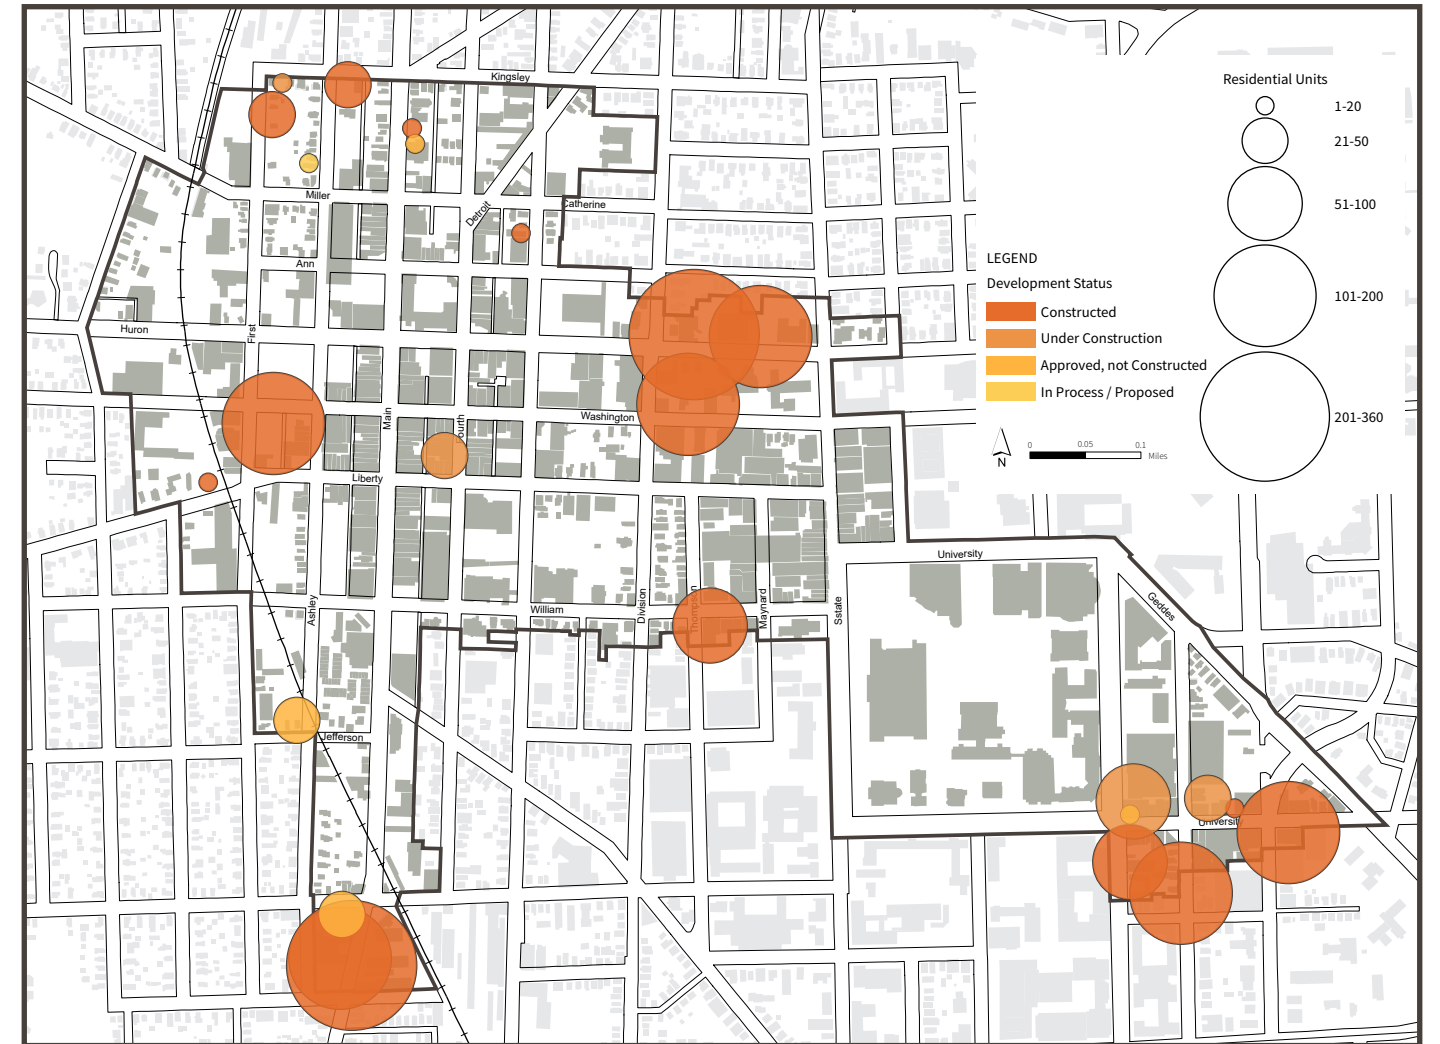 Kingsley
Residential Units
1-20
21-50
51-100
101-200
201-360
Miller
Detroit
Catherine
Ann
LEGEND
Development Status
Constructed
Under Construction
Approved, not Constructed
In Process / Proposed
Huron
First
Main
Washington
N
0
0.05
0.1
Miles
Liberty
University
Geddes
Ashley
William
Division
Maynard
Sstate
Jefferson
University